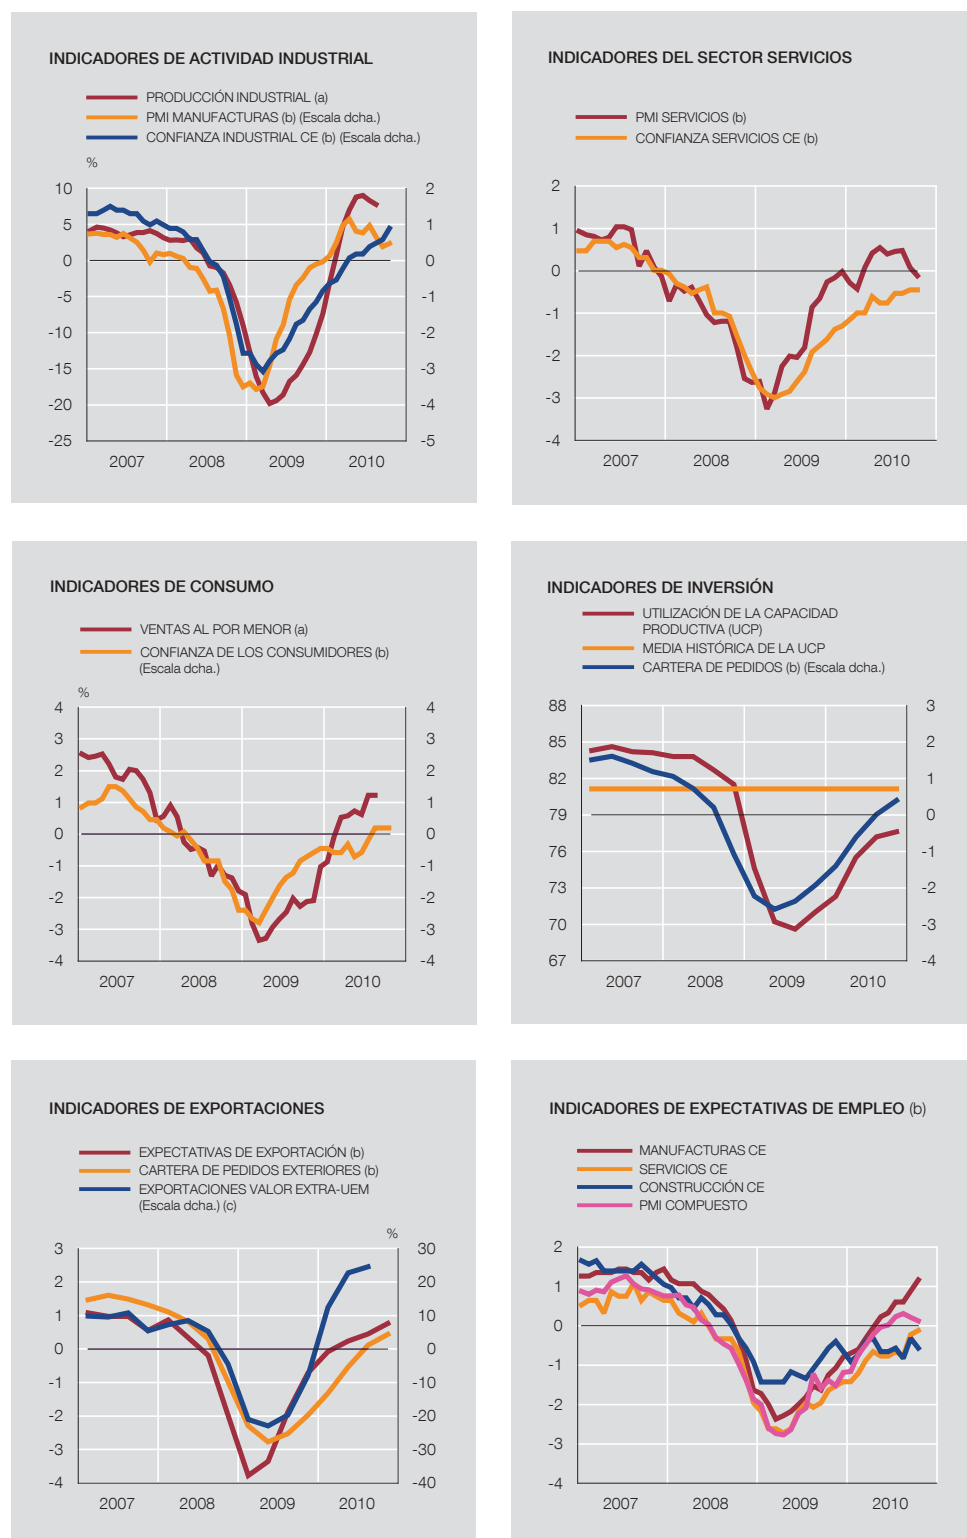 INDICADORES DE ACTIVIDAD INDUSTRIAL
PRODUCCIÓN INDUSTRIAL (a)
PMI MANUFACTURAS (b) (Escala dcha.)
CONFIANZA INDUSTRIAL CE (b) (Escala dcha.)
%
10 2
5 1
0 0
-5 -1
-10 -2
-15 -3
-20 -4
-25 -5
2007 2008 2009 2010
INDICADORES DEL SECTOR SERVICIOS
PMI SERVICIOS (b)
CONFIANZA SERVICIOS CE (b)
2
1
0
-1
-2
-3
-4
2007 2008 2009 2010
INDICADORES DE CONSUMO
VENTAS AL POR MENOR (a)
CONFIANZA DE LOS CONSUMIDORES (b)
(Escala dcha.)
%
4 4
3 3
2 2
1 1
0 0
-1 -1
-2 -2
-3 -3
-4 -4
2007 2008 2009 2010
INDICADORES DE INVERSIÓN
UTILIZACIÓN DE LA CAPACIDAD
PRODUCTIVA (UCP)
MEDIA HISTÓRICA DE LA UCP
CARTERA DE PEDIDOS (b) (Escala dcha.)
88 3
85 2
82 1
79 0
76 -1
73 -2
70 -3
67 -4
2007 2008 2009 2010
INDICADORES DE EXPORTACIONES
EXPECTATIVAS DE EXPORTACIÓN (b)
CARTERA DE PEDIDOS EXTERIORES (b)
EXPORTACIONES VALOR EXTRA-UEM
(Escala dcha.) (c)
%
3 30
2 20
1 10
0 0
-1 -10
-2 -20
-3 -30
-4 -40
2007 2008 2009 2010
INDICADORES DE EXPECTATIVAS DE EMPLEO (b)
MANUFACTURAS CE
SERVICIOS CE
CONSTRUCCIÓN CE
PMI COMPUESTO
2
1
0
-1
-2
-3
-4
2007 2008 2009 2010